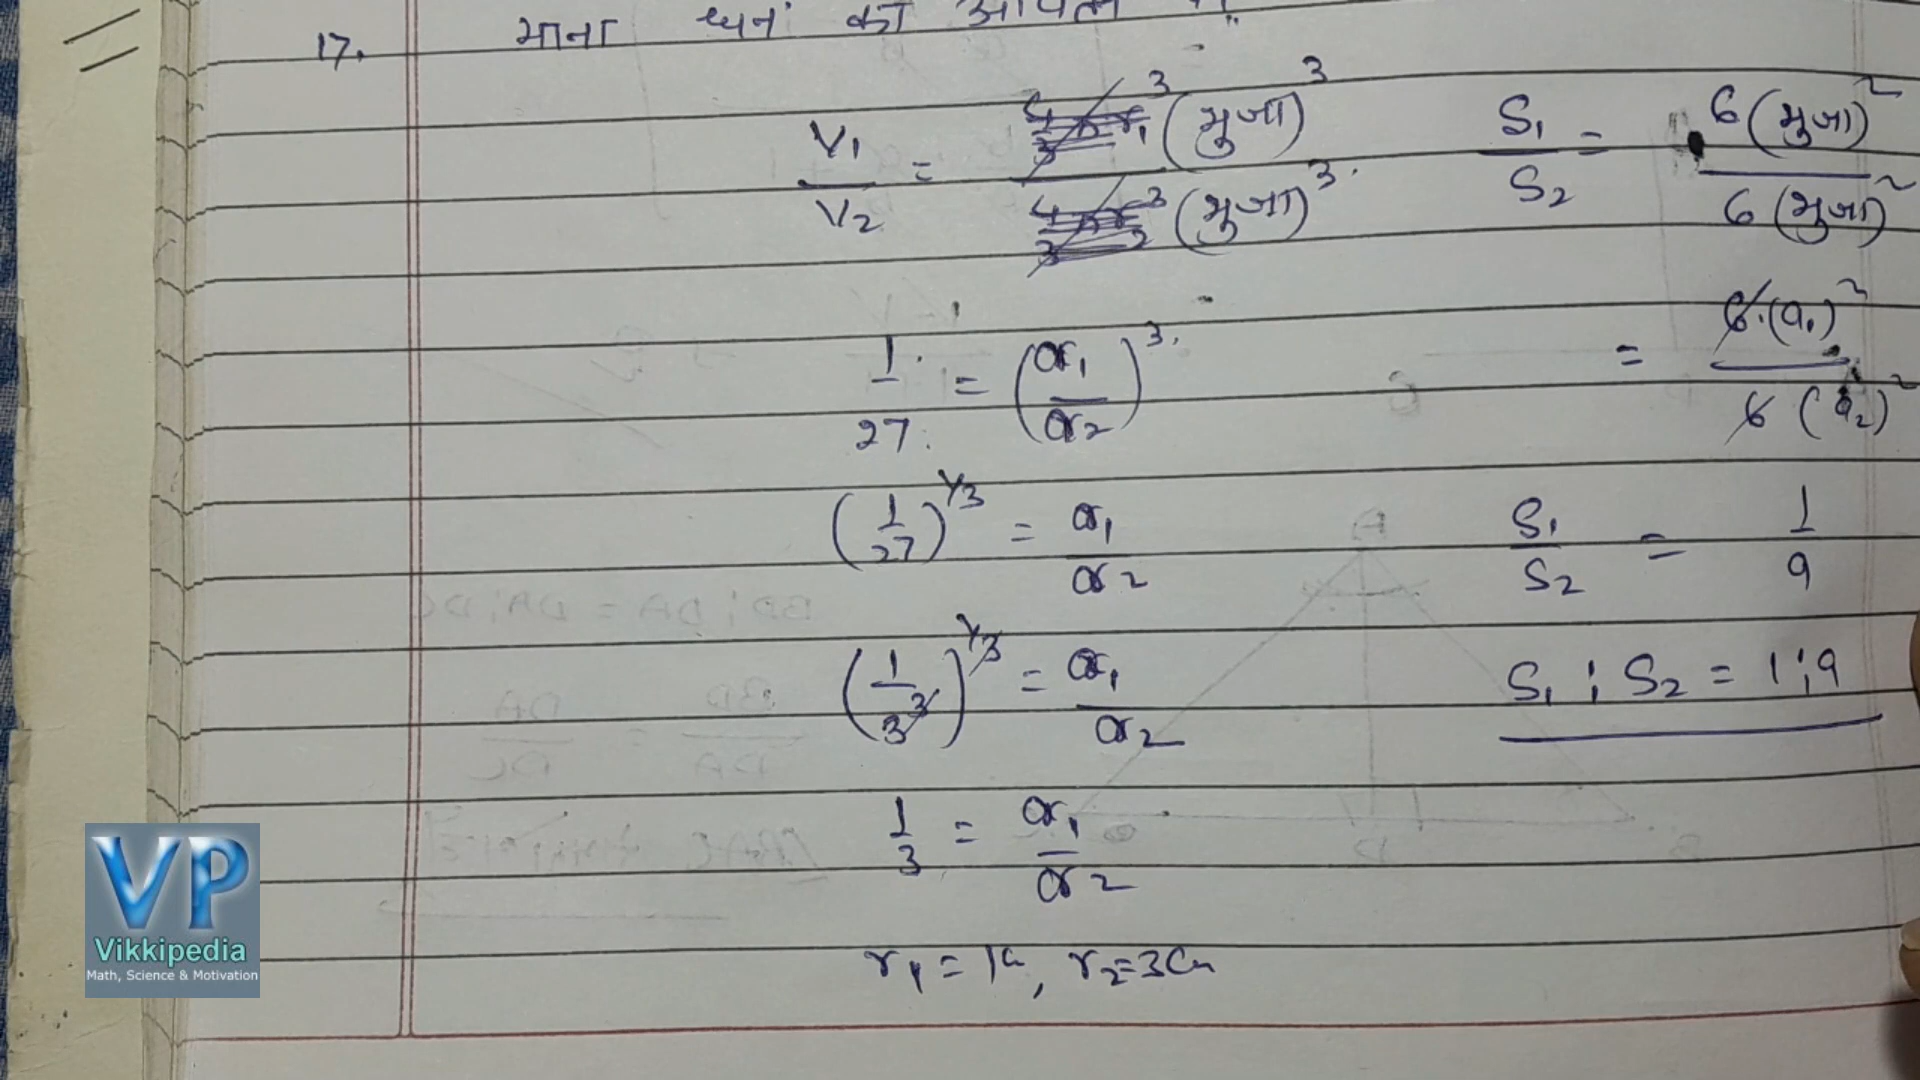 17. माना घन का आयतन
V₁/V₂ = (भुजा)³/(भुजा)³ S₁/S₂ = 6(भुजा)²/6(भुजा)²
1/27 = (a₁/a₂)³ = 6.(a₁)²/6(a₂)²
(1/27)^1/3 = a₁/a₂ S₁/S₂ = 1/9
(1/3³)^1/3 = a₁/a₂ S₁ : S₂ = 1:9
1/3 = a₁/a₂
r₁ = 1cm, r₂ = 3cm
VP
Vikkipedia
Math, Science & Motivation